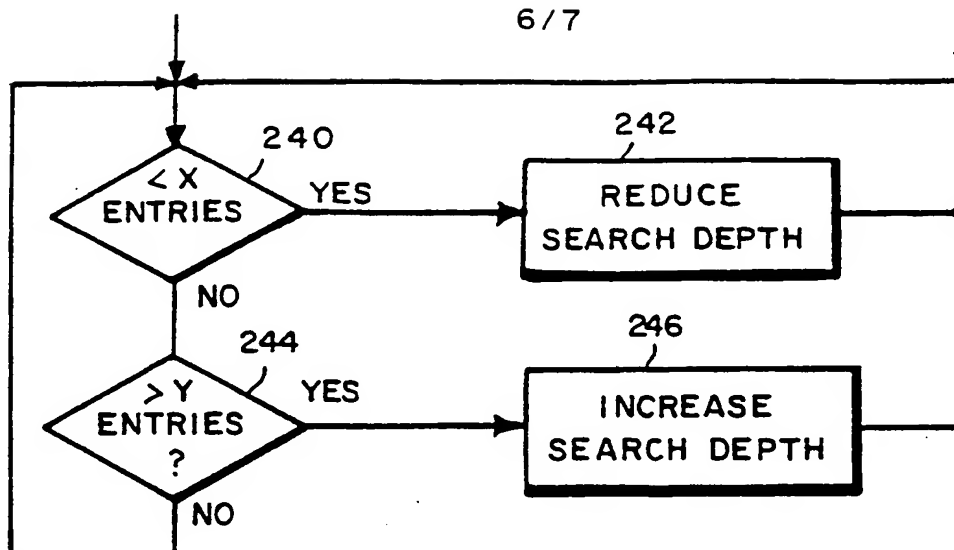 6/7
240
< X
ENTRIES
YES
242
REDUCE
SEARCH DEPTH
NO
244
> Y
ENTRIES
?
YES
246
INCREASE
SEARCH DEPTH
NO